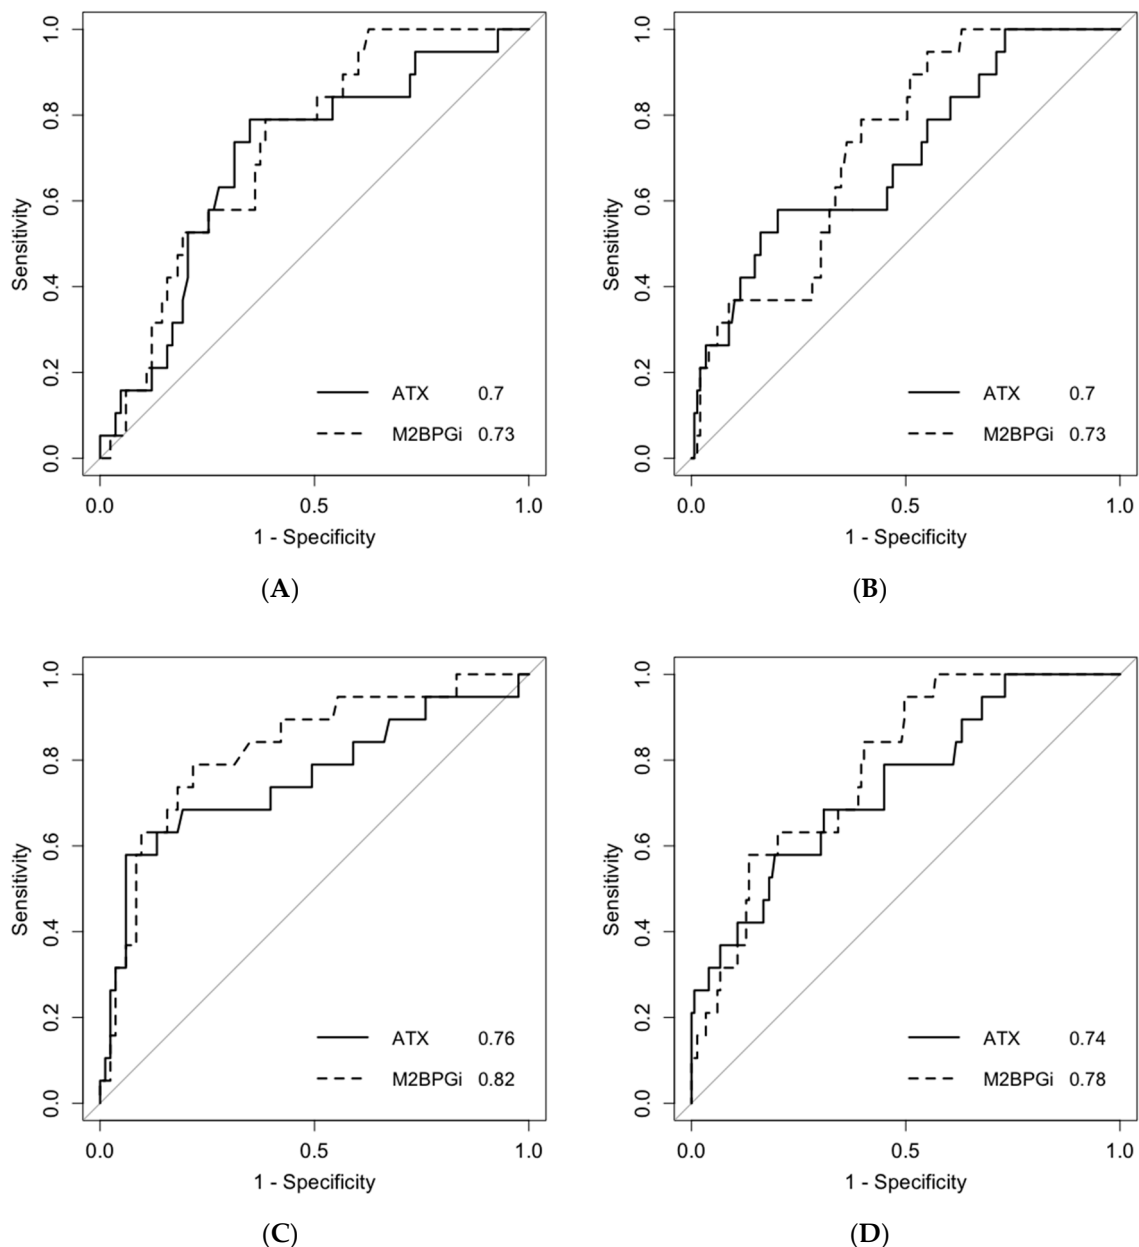 1.0
0.8
0.6
0.4
0.2
0.0
Sensitivity
ATX 0.7
M2BPGi 0.73
0.0 0.5 1.0
1 - Specificity
(A)
1.0
0.8
0.6
0.4
0.2
0.0
Sensitivity
ATX 0.7
M2BPGi 0.73
0.0 0.5 1.0
1 - Specificity
(B)
1.0
0.8
0.6
0.4
0.2
0.0
Sensitivity
ATX 0.76
M2BPGi 0.82
0.0 0.5 1.0
1 - Specificity
(C)
1.0
0.8
0.6
0.4
0.2
0.0
Sensitivity
ATX 0.74
M2BPGi 0.78
0.0 0.5 1.0
1 - Specificity
(D)